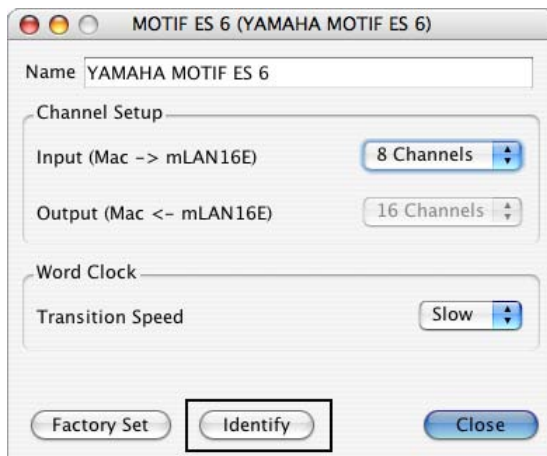 MOTIF ES 6 (YAMAHA MOTIF ES 6)
Name YAMAHA MOTIF ES 6
Channel Setup
Input (Mac -> mLAN16E) 8 Channels
Output (Mac <- mLAN16E) 16 Channels
Word Clock
Transition Speed Slow
Factory Set Identify Close